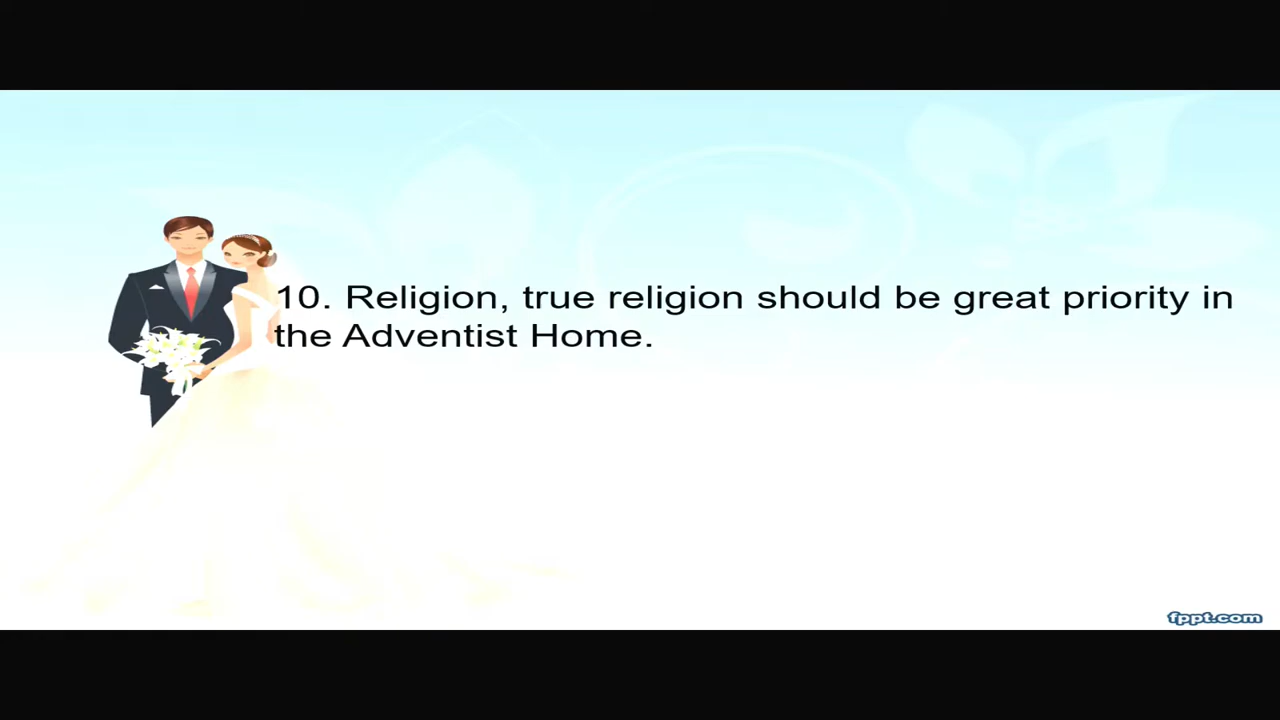 10. Religion, true religion should be great priority in
the Adventist Home.
fppt.com